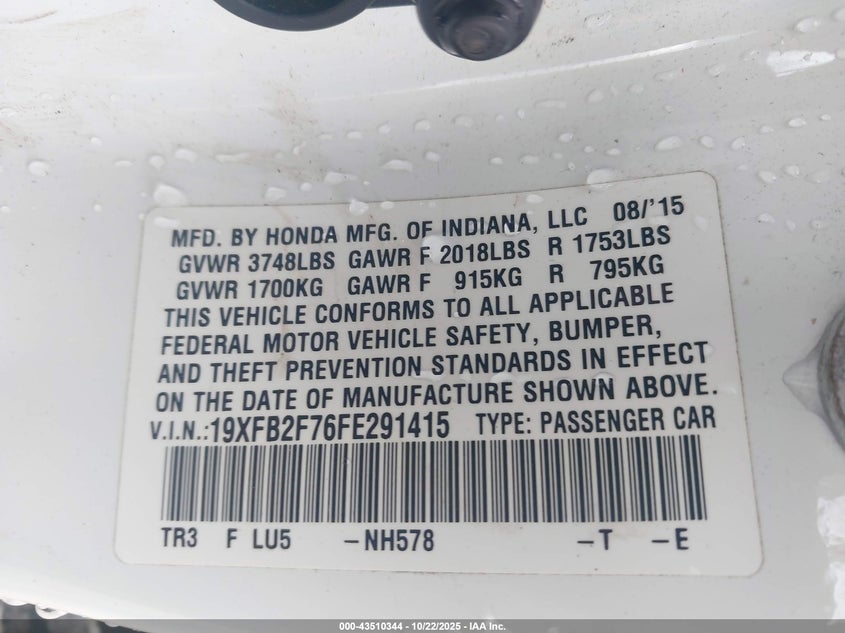 MFD. BY HONDA MFG. OF INDIANA, LLC 08/'15
GVWR 3748LBS GAWR F 2018LBS R 1753LBS
GVWR 1700KG GAWR F 915KG R 795KG
THIS VEHICLE CONFORMS TO ALL APPLICABLE
FEDERAL MOTOR VEHICLE SAFETY, BUMPER,
AND THEFT PREVENTION STANDARDS IN EFFECT
ON THE DATE OF MANUFACTURE SHOWN ABOVE.
V.I.N.:19XFB2F76FE291415 TYPE: PASSENGER CAR
TR3 F LU5 -NH578 -T -E
000-43510344 | 10/22/2025 | IAA Inc.